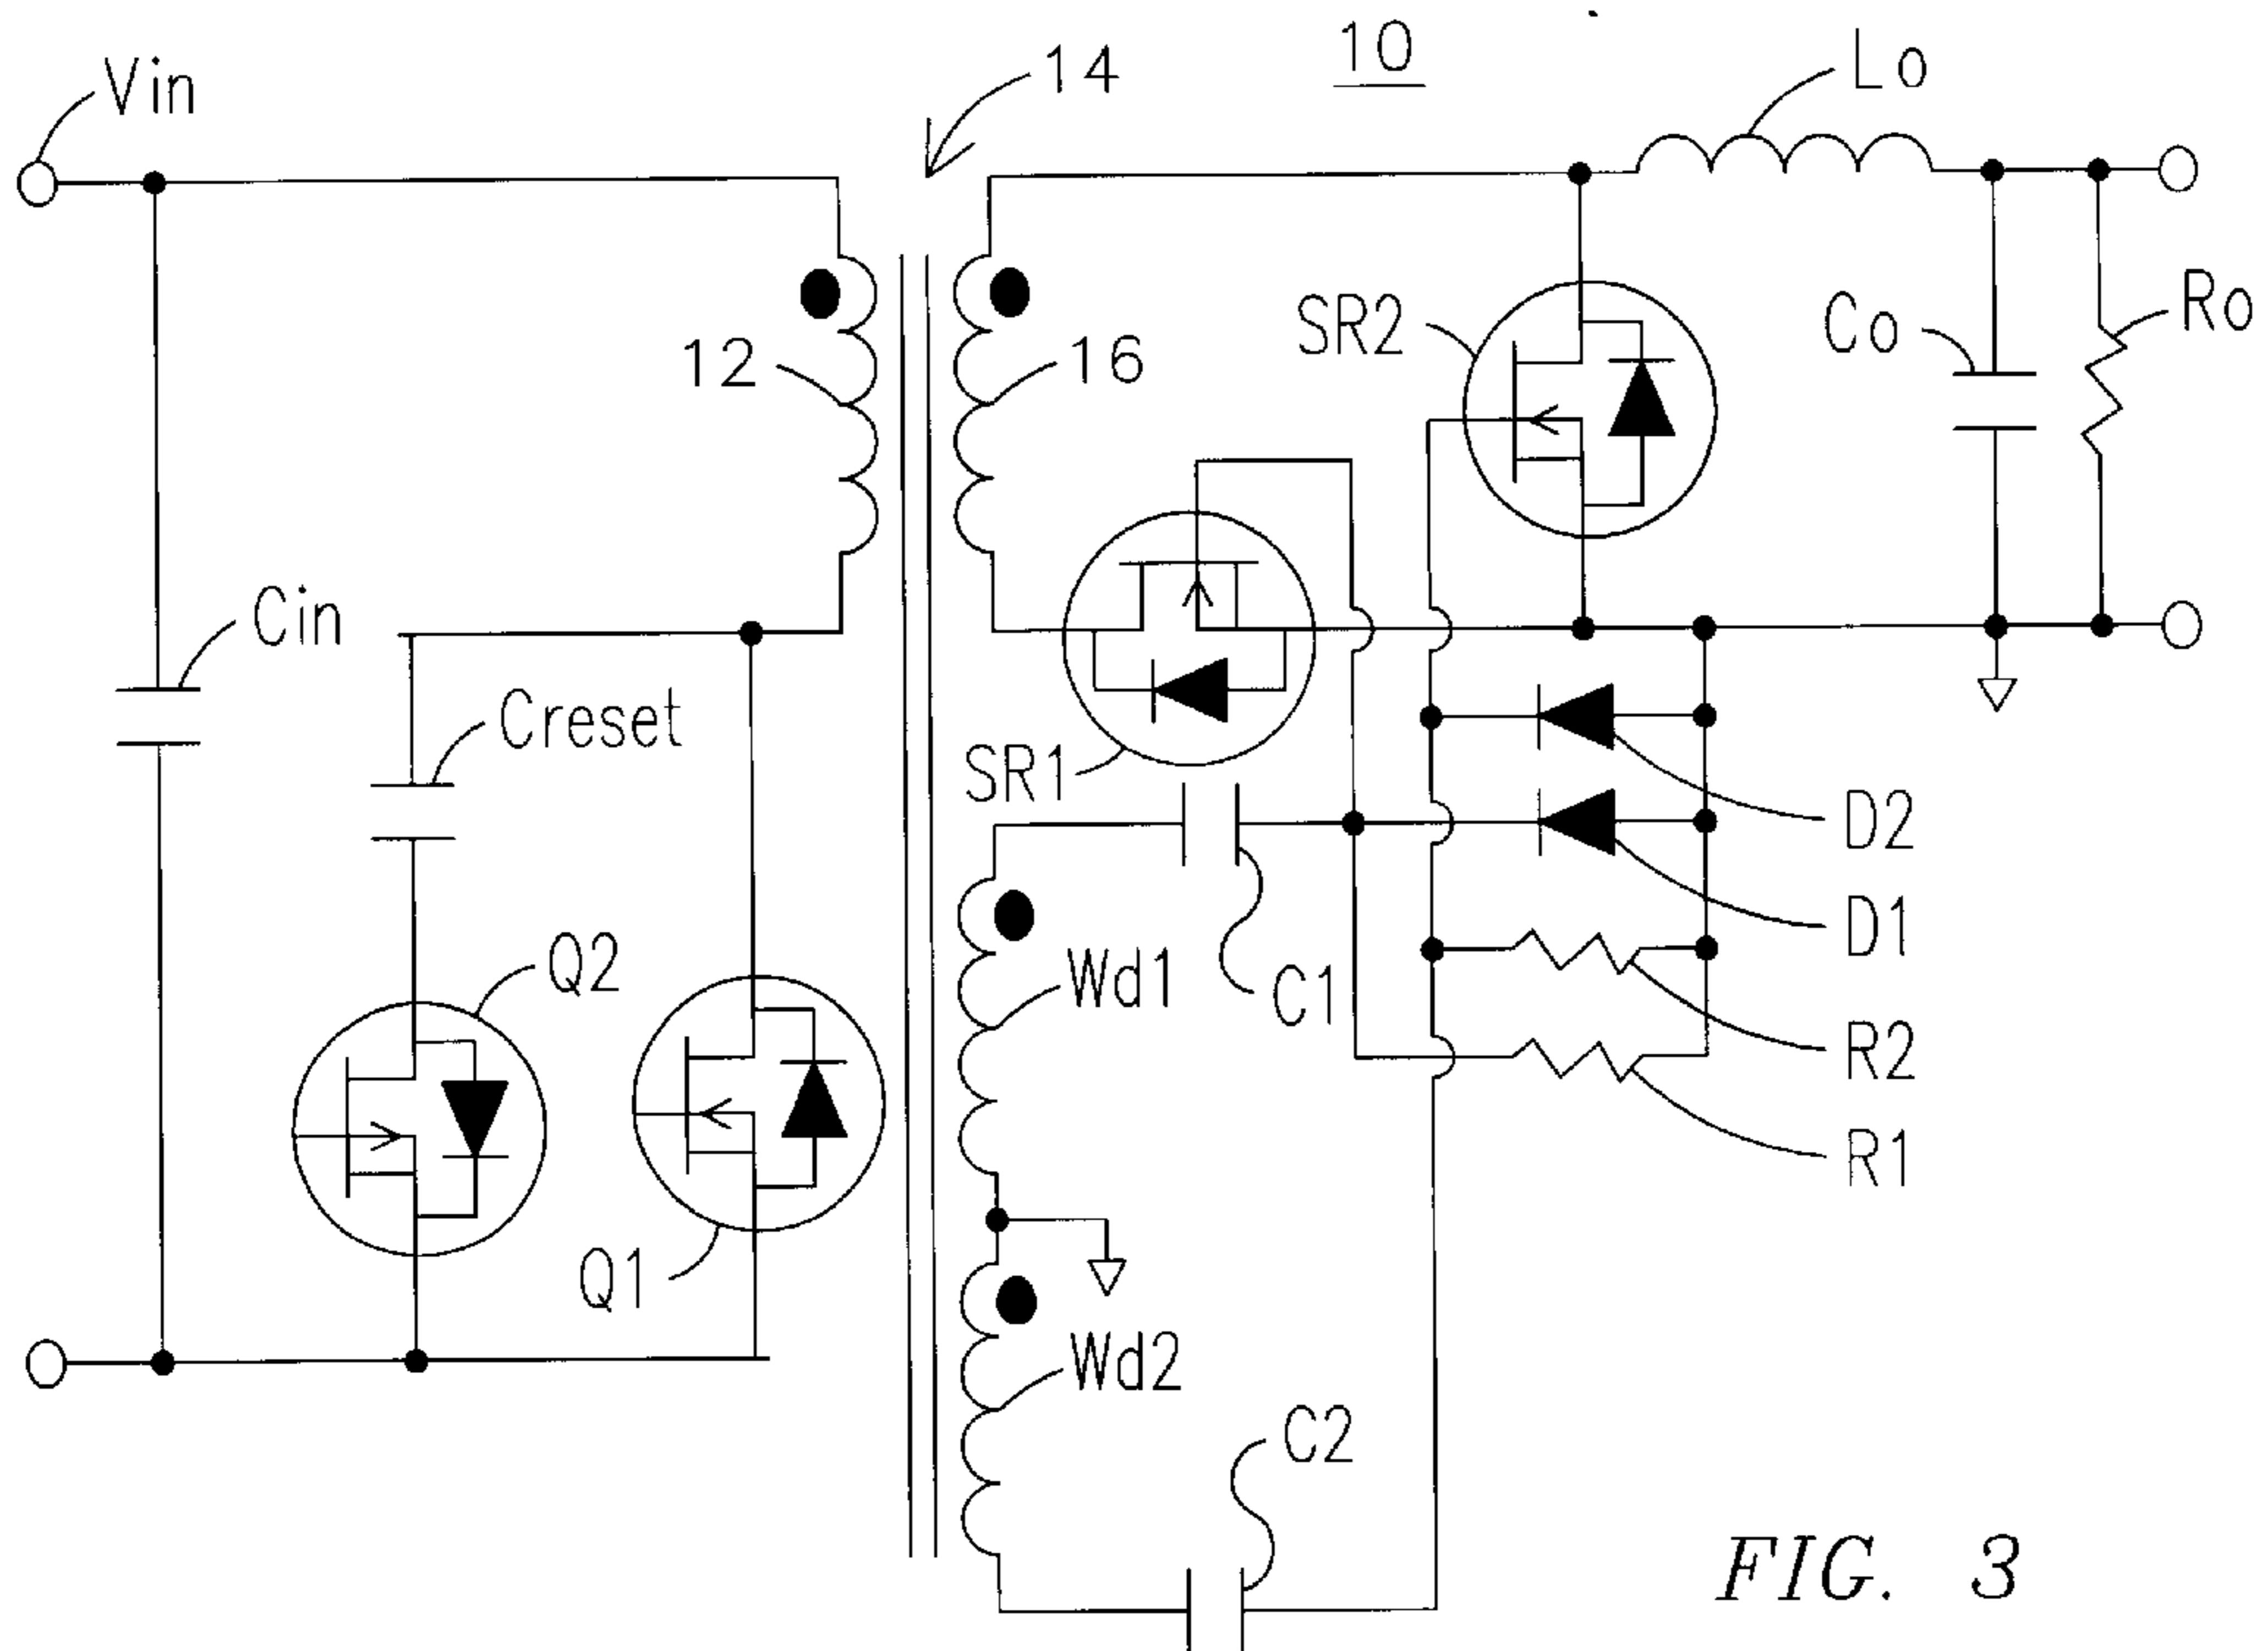 10
14
Lo
Vin
12
16
SR2
Co
Ro
Cin
Creset
SR1
D2
D1
Q2
Wd1
C1
R2
R1
Q1
Wd2
C2
FIG. 3